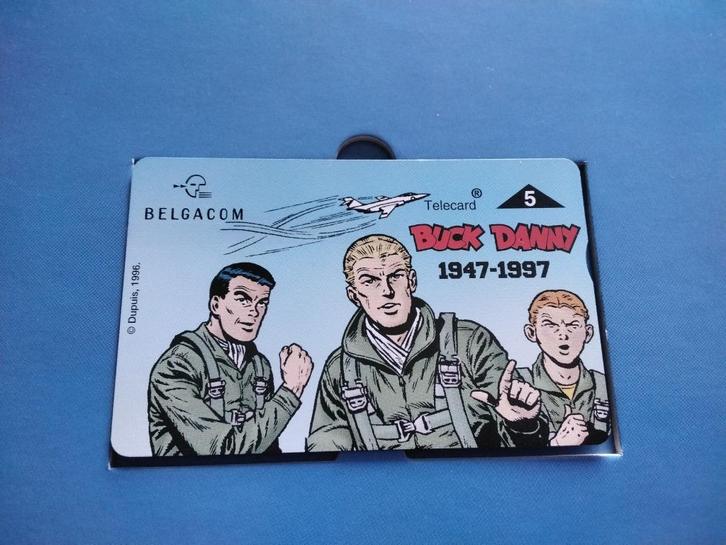 BELGACOM
Telecard®
5
BUCK DANNY
1947-1997
© Dupuis, 1996.